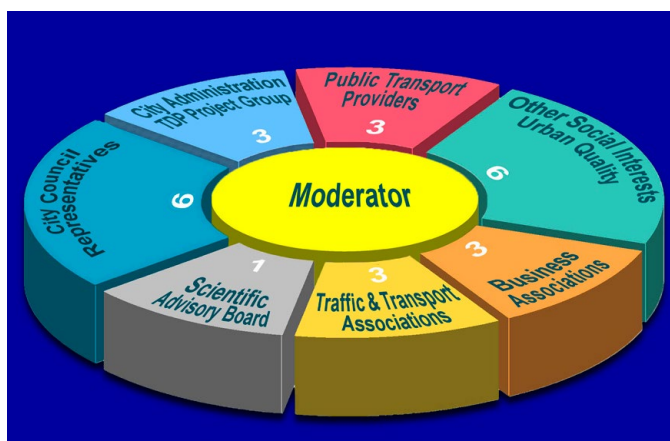 City Administration
TDP Project Group
3
Public Transport
Providers
3
Other Social Interests
Urban Quality
6
City Council
Representatives
6
Moderator
Scientific
Advisory Board
1
Traffic & Transport
Associations
3
Business
Associations
3